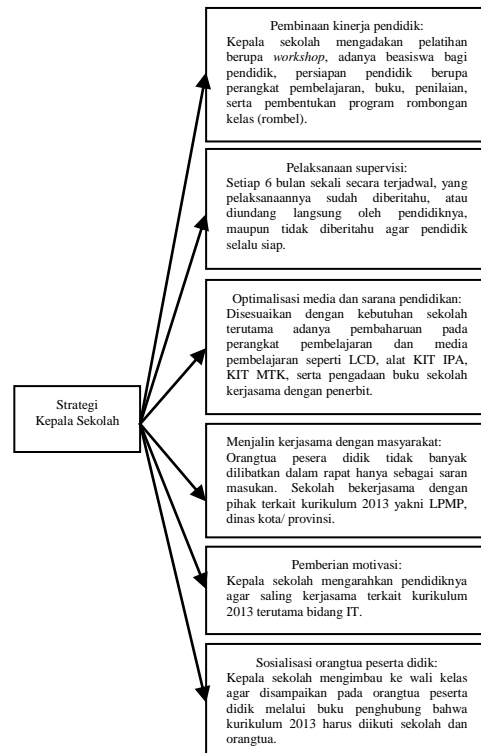 Pembinaan kinerja pendidik:
Kepala sekolah mengadakan pelatihan
berupa workshop, adanya beasiswa bagi
pendidik, persiapan pendidik berupa
perangkat pembelajaran, buku, penilaian,
serta pembentukan program rombongan
kelas (rombel).
Pelaksanaan supervisi:
Setiap 6 bulan sekali secara terjadwal, yang
pelaksanaannya sudah diberitahu, atau
diundang langsung oleh pendidiknya,
maupun tidak diberitahu agar pendidik
selalu siap.
Optimalisasi media dan sarana pendidikan:
Disesuaikan dengan kebutuhan sekolah
terutama adanya pembaharuan pada
perangkat pembelajaran dan media
pembelajaran seperti LCD, alat KIT IPA,
KIT MTK, serta pengadaan buku sekolah
kerjasama dengan penerbit.
Strategi
Kepala Sekolah
Menjalin kerjasama dengan masyarakat:
Orangtua pesera didik tidak banyak
dilibatkan dalam rapat hanya sebagai saran
masukan. Sekolah bekerjasama dengan
pihak terkait kurikulum 2013 yakni LPMP,
dinas kota/ provinsi.
Pemberian motivasi:
Kepala sekolah mengarahkan pendidiknya
agar saling kerjasama terkait kurikulum
2013 terutama bidang IT.
Sosialisasi orangtua peserta didik:
Kepala sekolah mengimbau ke wali kelas
agar disampaikan pada orangtua peserta
didik melalui buku penghubung bahwa
kurikulum 2013 harus diikuti sekolah dan
orangtua.